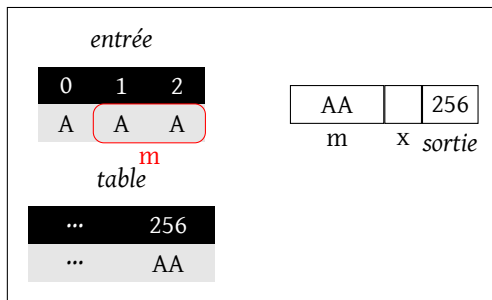 entrée
0 1 2
A A A
m
table
... 256
... AA
AA 256
m x sortie